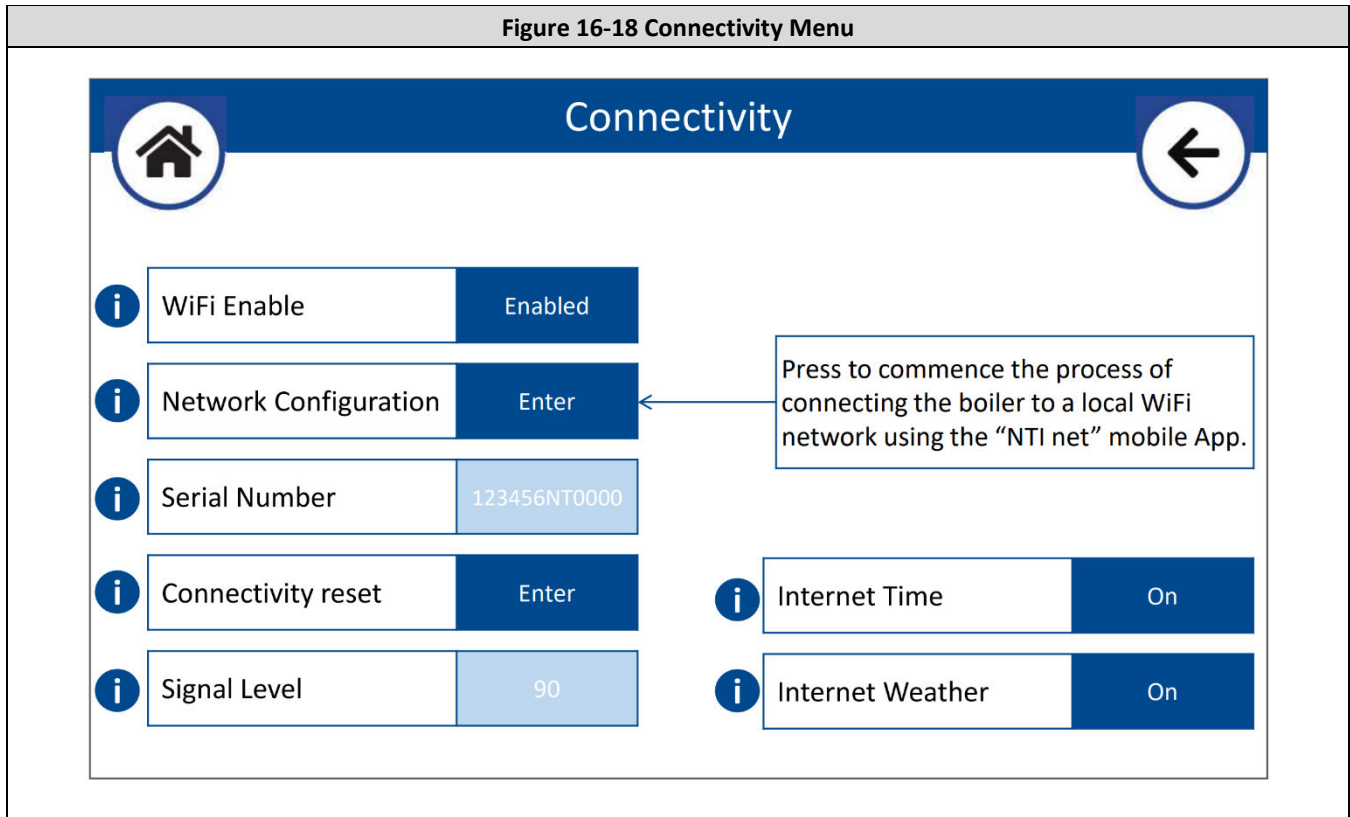 Figure 16-18 Connectivity Menu
Connectivity
i WiFi Enable Enabled
i Network Configuration Enter
Press to commence the process of
connecting the boiler to a local WiFi
network using the “NTI net” mobile App.
i Serial Number 123456NT0000
i Connectivity reset Enter
i Internet Time On
i Signal Level 90
i Internet Weather On